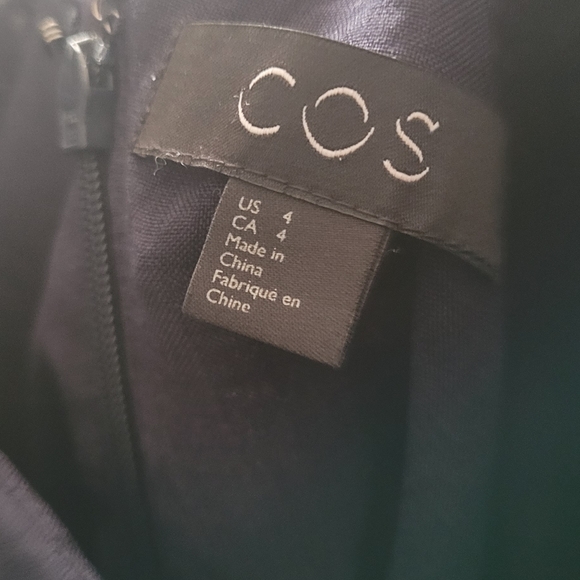 COS
US 4
CA 4
Made in
China
Fabriqué en
Chine